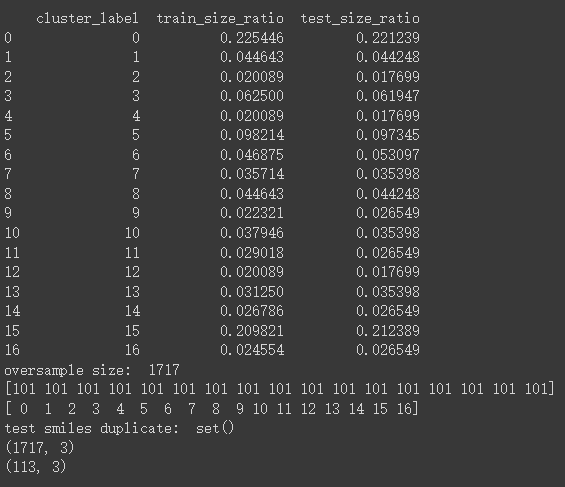 cluster_label train_size_ratio test_size_ratio
0 0 0.225446 0.221239
1 1 0.044643 0.044248
2 2 0.020089 0.017699
3 3 0.062500 0.061947
4 4 0.020089 0.017699
5 5 0.098214 0.097345
6 6 0.046875 0.053097
7 7 0.035714 0.035398
8 8 0.044643 0.044248
9 9 0.022321 0.026549
10 10 0.037946 0.035398
11 11 0.029018 0.026549
12 12 0.020089 0.017699
13 13 0.031250 0.035398
14 14 0.026786 0.026549
15 15 0.209821 0.212389
16 16 0.024554 0.026549
oversample size: 1717
[101 101 101 101 101 101 101 101 101 101 101 101 101 101 101 101 101]
[ 0 1 2 3 4 5 6 7 8 9 10 11 12 13 14 15 16]
test smiles duplicate: set()
(1717, 3)
(113, 3)